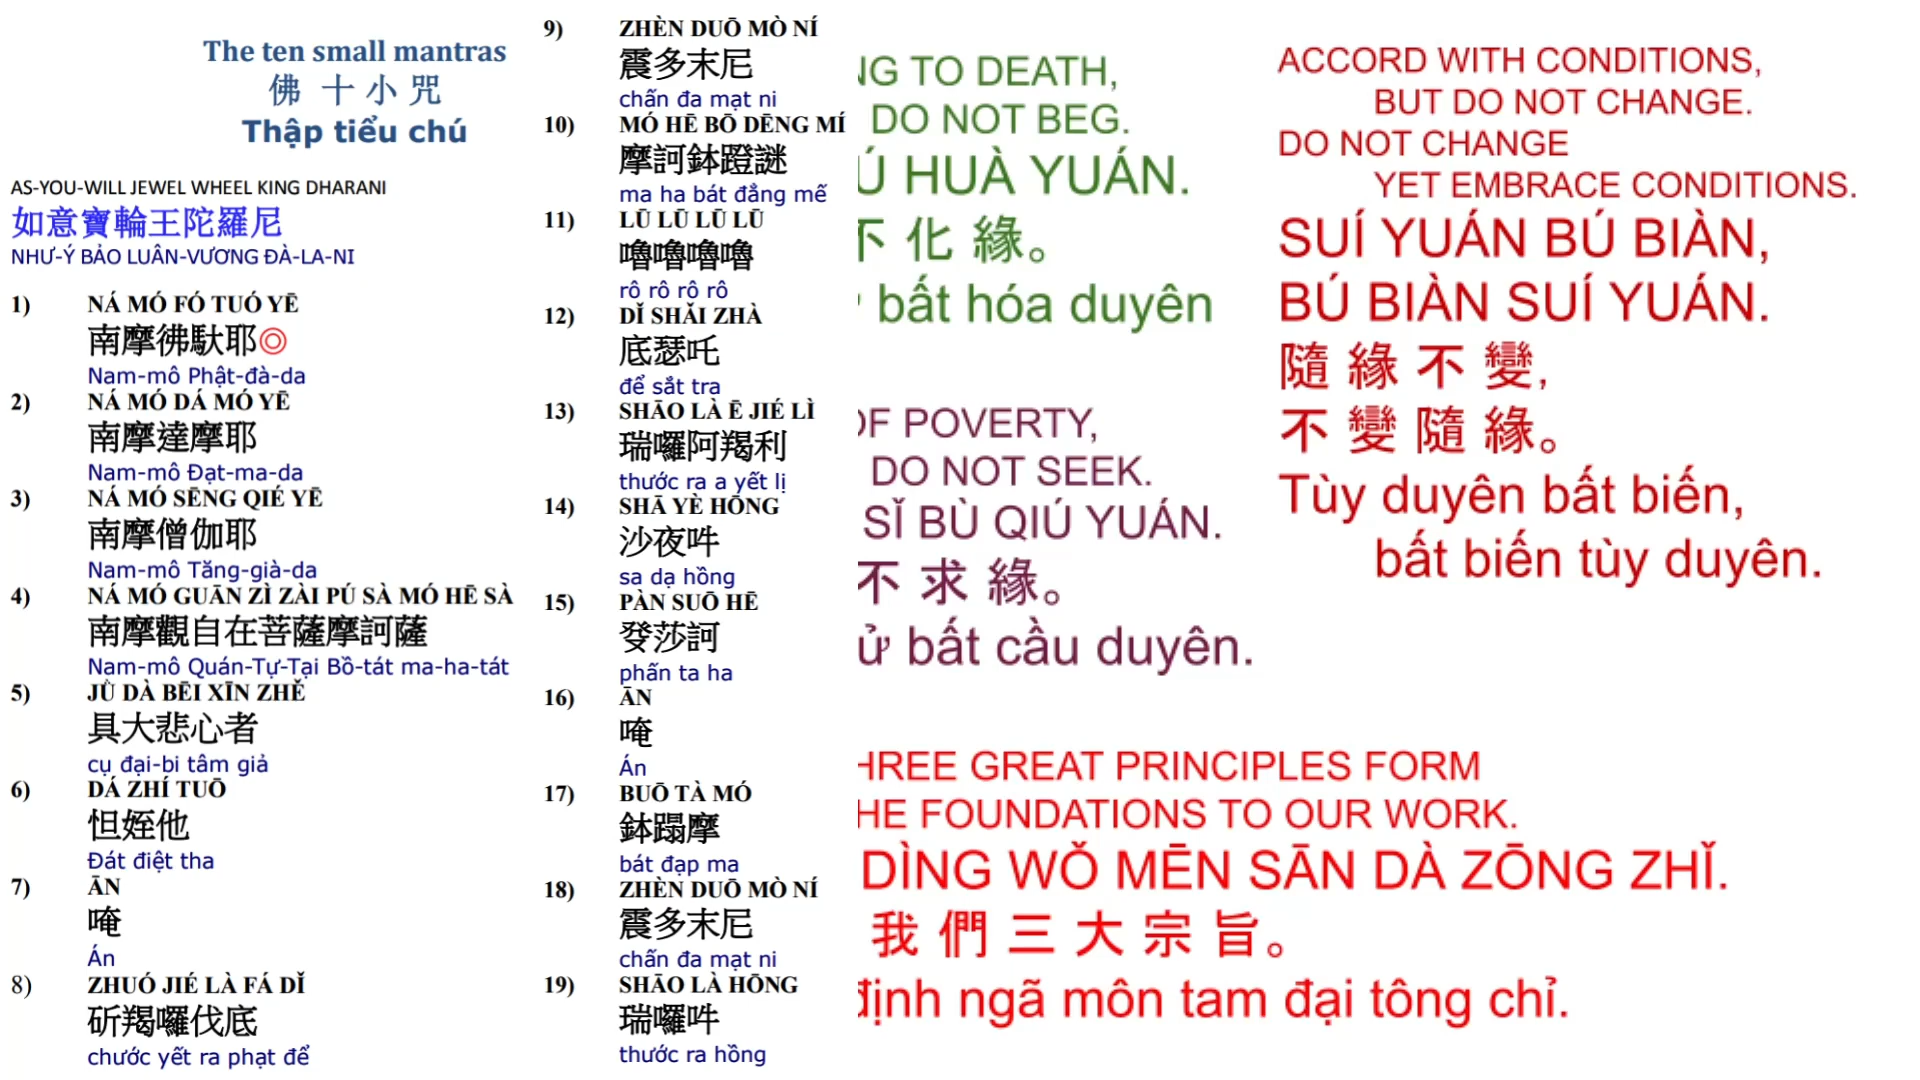 The ten small mantras
佛 十 小 咒
Thập tiểu chú
AS-YOU-WILL JEWEL WHEEL KING DHARANI
如意寶輪王陀羅尼
NHƯ-Ý BẢO LUÂN-VƯƠNG ĐÀ-LA-NI
1) NÁ MÓ FÓ TUÓ YĒ
南摩彿馱耶◎
Nam-mô Phật-đà-da
2) NÁ MÓ DÁ MÓ YĒ
南摩達摩耶
Nam-mô Đạt-ma-da
3) NÁ MÓ SĒNG QIÉ YĒ
南摩僧伽耶
Nam-mô Tăng-già-da
4) NÁ MÓ GUĀN ZÌ ZÀI PÚ SÀ MÓ HĒ SÀ
南摩觀自在菩薩摩訶薩
Nam-mô Quán-Tự-Tại Bồ-tát ma-ha-tát
5) JÙ DÀ BĒI XĪN ZHĚ
具大悲心者
cụ đại-bi tâm giả
6) DÁ ZHÍ TUŌ
怛姪他
Đát điệt tha
7) ĀN
唵
Án
8) ZHUÓ JIÉ LÀ FÁ DǏ
斫羯囉伐底
chước yết ra phạt để
9) ZHÈN DUŌ MÒ NÍ
震多末尼
chấn đa mạt ni
10) MÓ HĒ BŌ DĒNG MÍ
摩訶鉢蹬謎
ma ha bát đẳng mế
11) LŪ LŪ LŪ LŪ
嚕嚕嚕嚕
rô rô rô rô
12) DǏ SHǍI ZHÀ
底瑟吒
để sắt tra
13) SHĀO LÀ Ē JIÉ LÌ
瑞囉阿羯利
thước ra a yết lị
14) SHĀ YÈ HŌNG
沙夜吽
sa dạ hồng
15) PÀN SUŌ HĒ
癹莎訶
phấn ta ha
16) ĀN
唵
Án
17) BUŌ TÀ MÓ
鉢蹋摩
bát đạp ma
18) ZHÈN DUŌ MÒ NÍ
震多末尼
chấn đa mạt ni
19) SHĀO LÀ HŌNG
瑞囉吽
thước ra hồng
NG TO DEATH,
DO NOT BEG.
Ú HUÀ YUÁN.
不 化 緣。
bất hóa duyên
OF POVERTY,
DO NOT SEEK.
SǏ BÙ QIÚ YUÁN.
不 求 緣。
ử bất cầu duyên.
ACCORD WITH CONDITIONS,
BUT DO NOT CHANGE.
DO NOT CHANGE
YET EMBRACE CONDITIONS.
SUÍ YUÁN BÚ BIÀN,
BÚ BIÀN SUÍ YUÁN.
隨 緣 不 變,
不 變 隨 緣。
Tùy duyên bất biến,
bất biến tùy duyên.
HREE GREAT PRINCIPLES FORM
HE FOUNDATIONS TO OUR WORK.
DÌNG WǑ MĒN SĀN DÀ ZŌNG ZHǏ.
我 們 三 大 宗 旨。
định ngã môn tam đại tông chỉ.